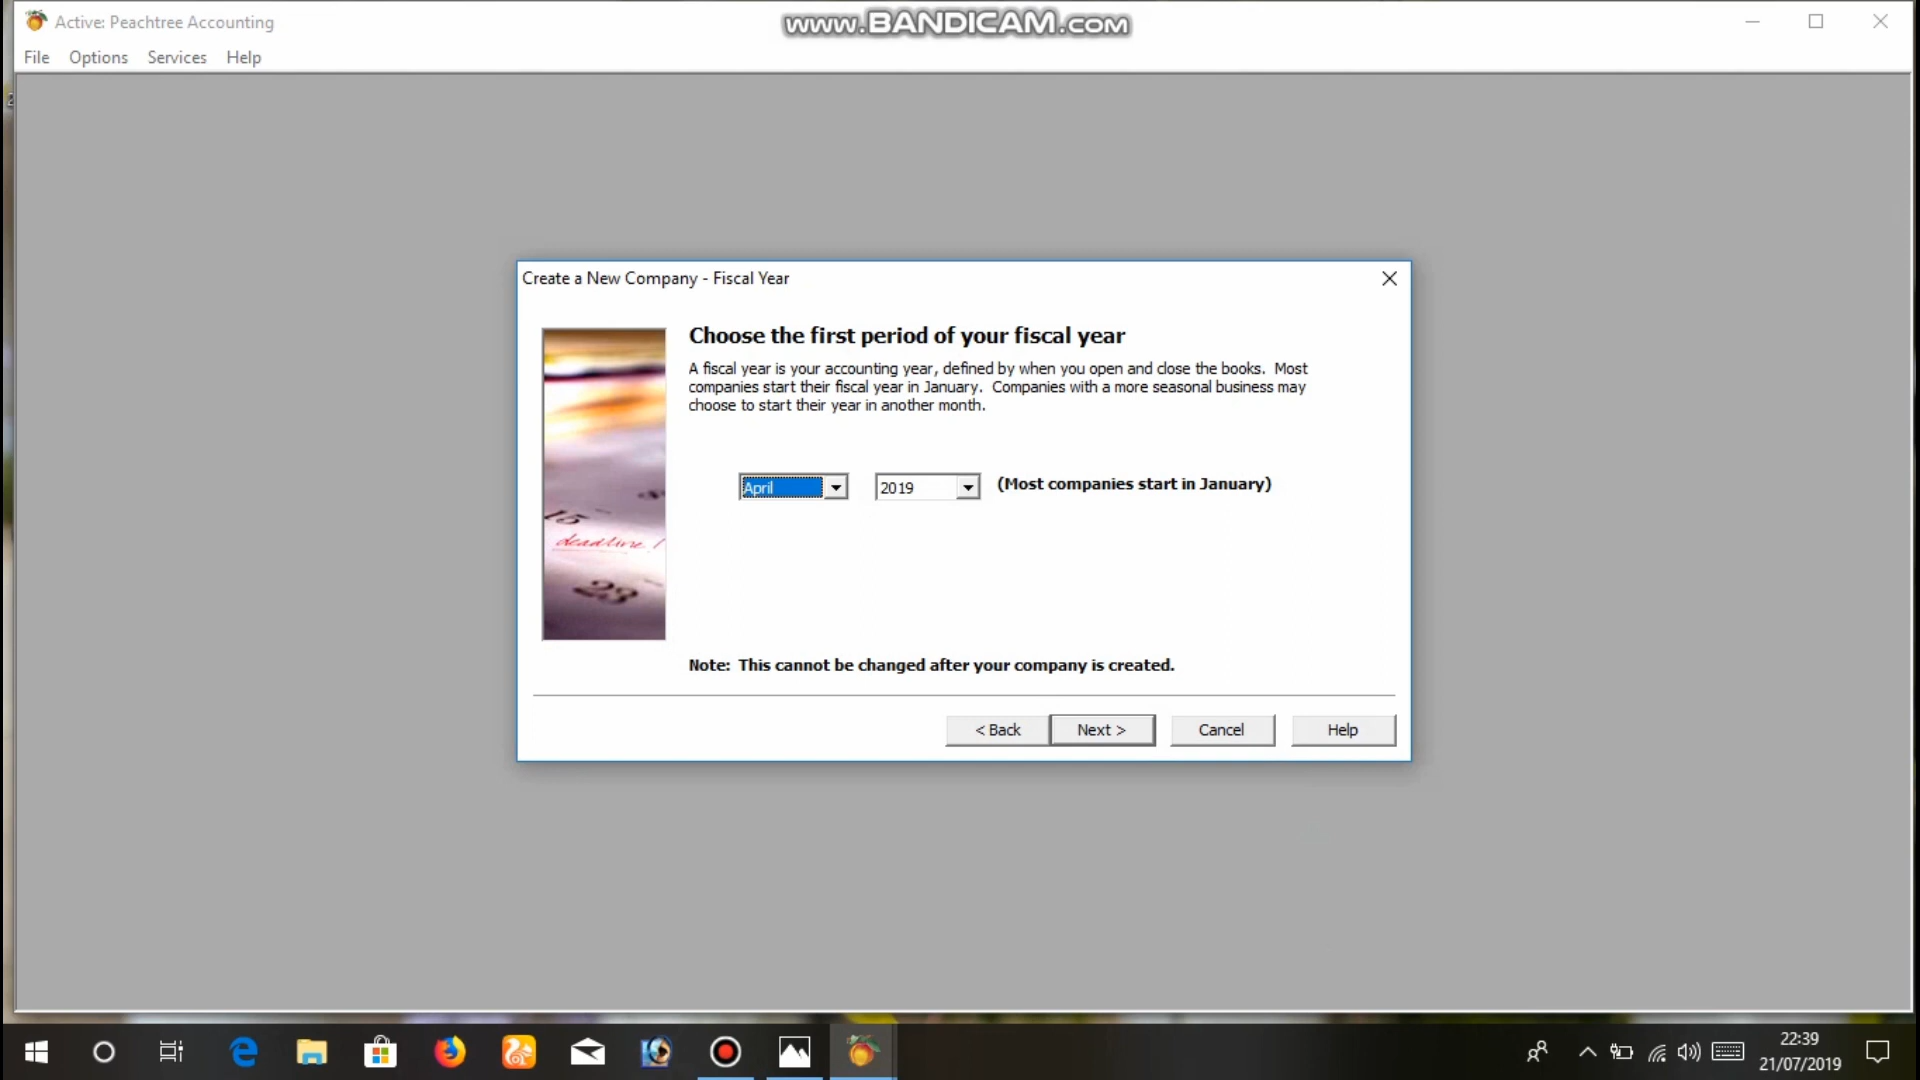 Active: Peachtree Accounting
www.BANDICAM.com
File Options Services Help
Create a New Company - Fiscal Year
Choose the first period of your fiscal year
A fiscal year is your accounting year, defined by when you open and close the books. Most
companies start their fiscal year in January. Companies with a more seasonal business may
choose to start their year in another month.
April 2019 (Most companies start in January)
15
deadline!
23
Note: This cannot be changed after your company is created.
< Back Next > Cancel Help
22:39
21/07/2019